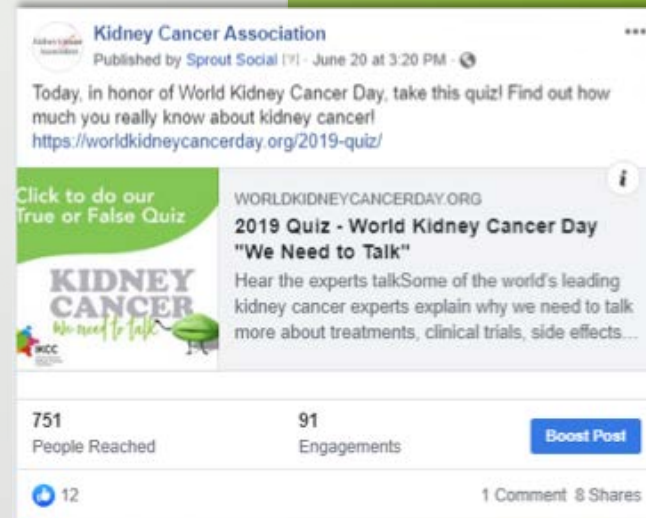 Kidney Cancer Association
Published by Sprout Social [?] · June 20 at 3:20 PM ·
Today, in honor of World Kidney Cancer Day, take this quiz! Find out how
much you really know about kidney cancer!
https://worldkidneycancerday.org/2019-quiz/
Click to do our
True or False Quiz
KIDNEY
CANCER
We need to talk
IKCC
WORLDKIDNEYCANCERDAY.ORG
2019 Quiz - World Kidney Cancer Day
"We Need to Talk"
Hear the experts talkSome of the world's leading
kidney cancer experts explain why we need to talk
more about treatments, clinical trials, side effects...
751
People Reached
91
Engagements
Boost Post
12
1 Comment 8 Shares